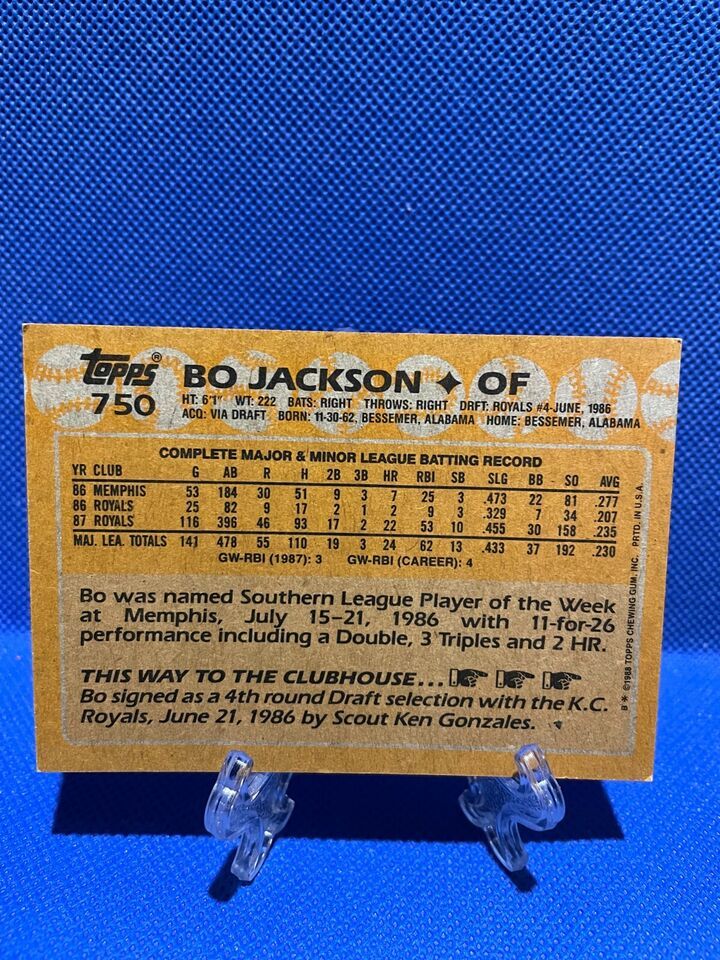 topps®
750
BO JACKSON ✦ OF
HT: 6'1" WT: 222 BATS: RIGHT THROWS: RIGHT DRFT: ROYALS #4-JUNE, 1986
ACQ: VIA DRAFT BORN: 11-30-62, BESSEMER, ALABAMA HOME: BESSEMER, ALABAMA
COMPLETE MAJOR & MINOR LEAGUE BATTING RECORD
YR CLUB G AB R H 2B 3B HR RBI SB SLG BB SO AVG
86 MEMPHIS 53 184 30 51 9 3 7 25 3 .473 22 81 .277
86 ROYALS 25 82 9 17 2 1 2 9 3 .329 7 34 .207
87 ROYALS 116 396 46 93 17 2 22 53 10 .455 30 158 .235
MAJ. LEA. TOTALS 141 478 55 110 19 3 24 62 13 .433 37 192 .230
GW-RBI (1987): 3 GW-RBI (CAREER): 4
Bo was named Southern League Player of the Week
at Memphis, July 15-21, 1986 with 11-for-26
performance including a Double, 3 Triples and 2 HR.
THIS WAY TO THE CLUBHOUSE...
Bo signed as a 4th round Draft selection with the K.C.
Royals, June 21, 1986 by Scout Ken Gonzales.
B * ©1988 TOPPS CHEWING GUM, INC. PRTD. IN U.S.A.